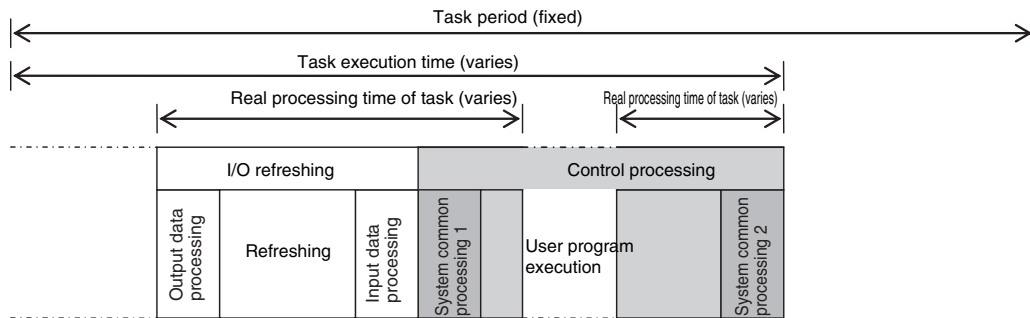 Task period (fixed)
Task execution time (varies)
Real processing time of task (varies)
Real processing time of task (varies)
I/O refreshing
Control processing
Output data
processing
Refreshing
Input data
processing
System common
processing 1
User program
execution
System common
processing 2